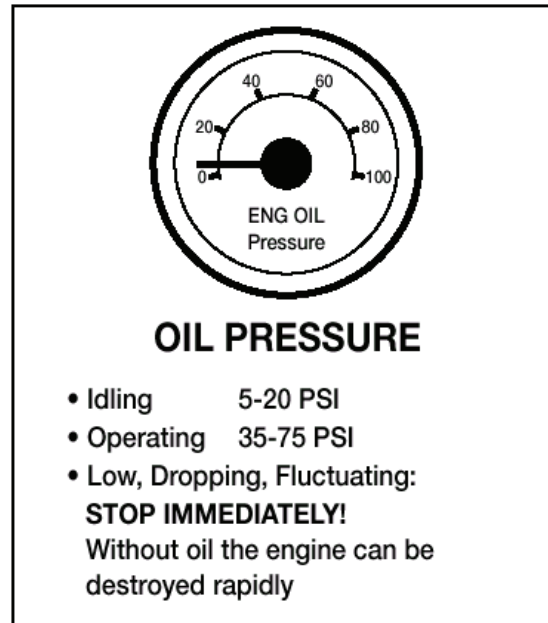 40 60
20 80
0 100
ENG OIL
Pressure
OIL PRESSURE
• Idling 5-20 PSI
• Operating 35-75 PSI
• Low, Dropping, Fluctuating:
STOP IMMEDIATELY!
Without oil the engine can be
destroyed rapidly